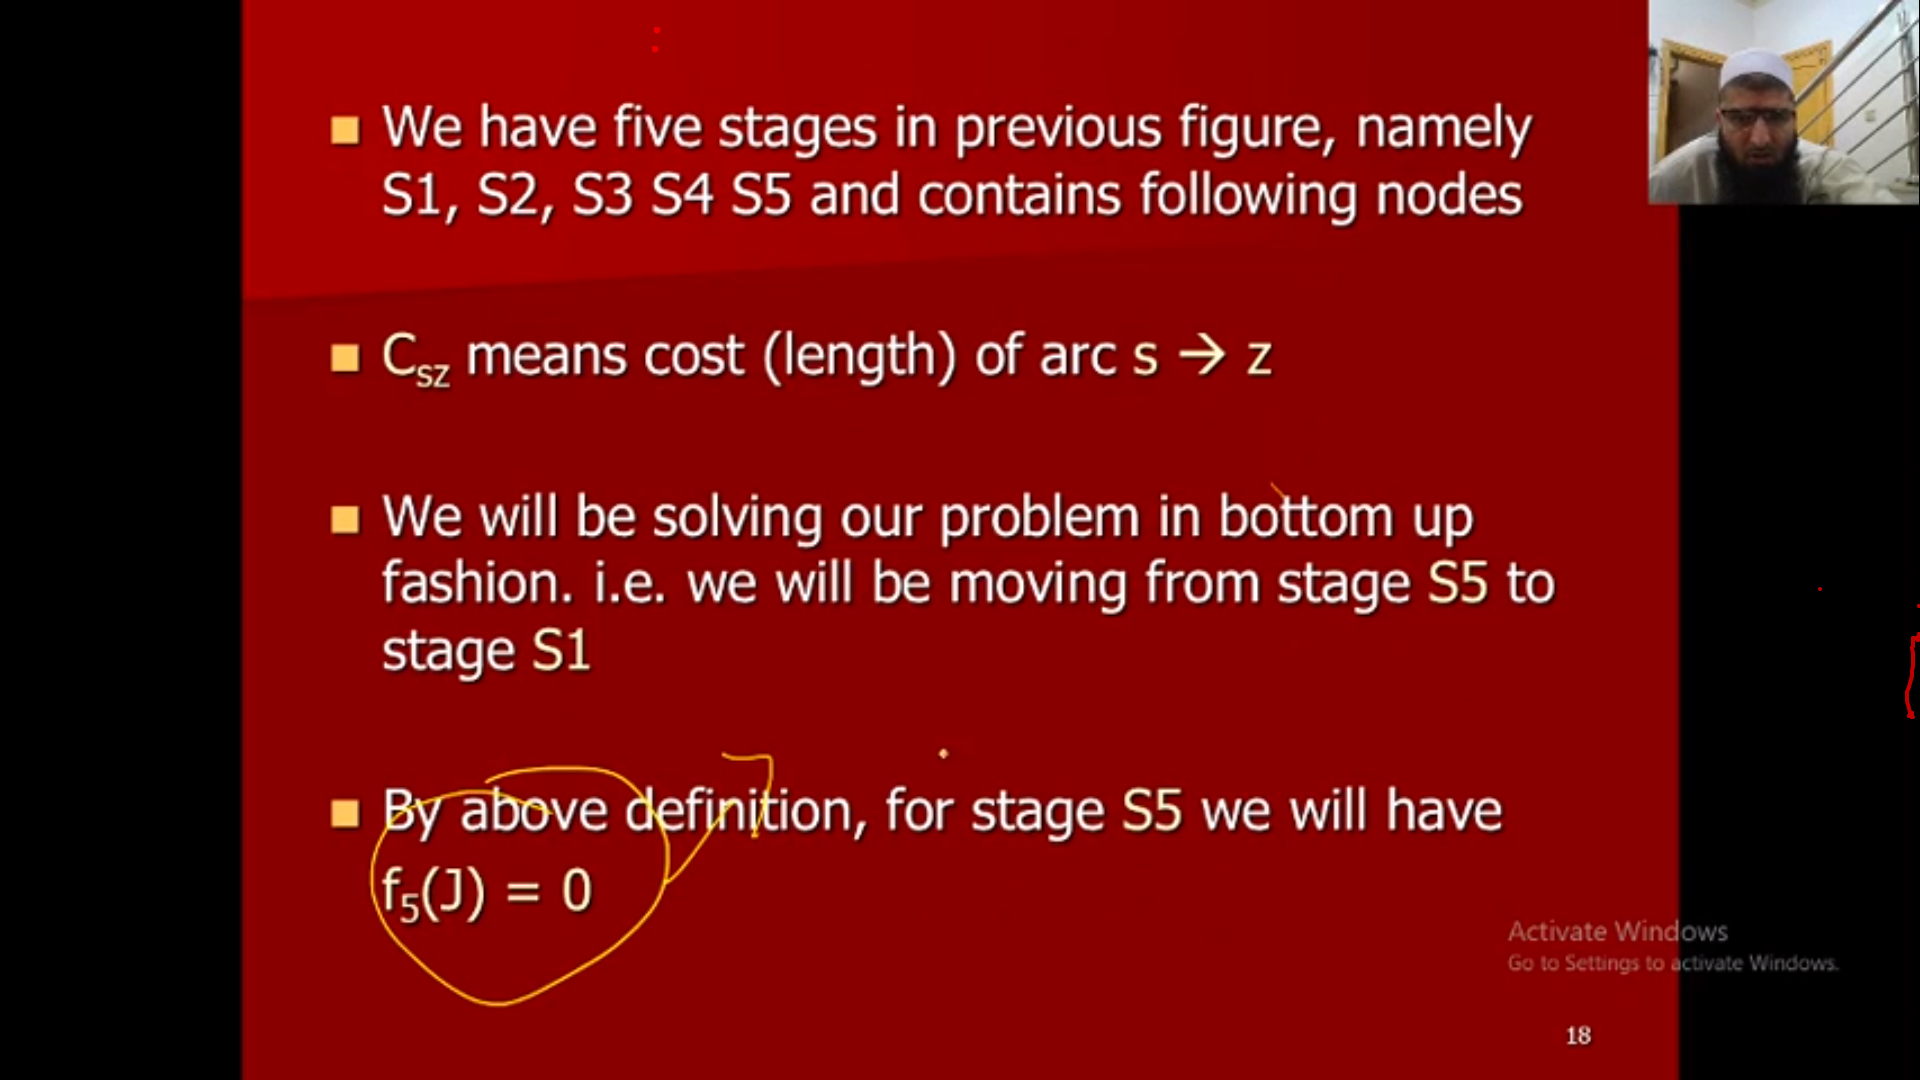 We have five stages in previous figure, namely
S1, S2, S3 S4 S5 and contains following nodes
Csz means cost (length) of arc s → z
We will be solving our problem in bottom up
fashion. i.e. we will be moving from stage S5 to
stage S1
By above definition, for stage S5 we will have
f5(J) = 0
Activate Windows
Go to Settings to activate Windows.
18